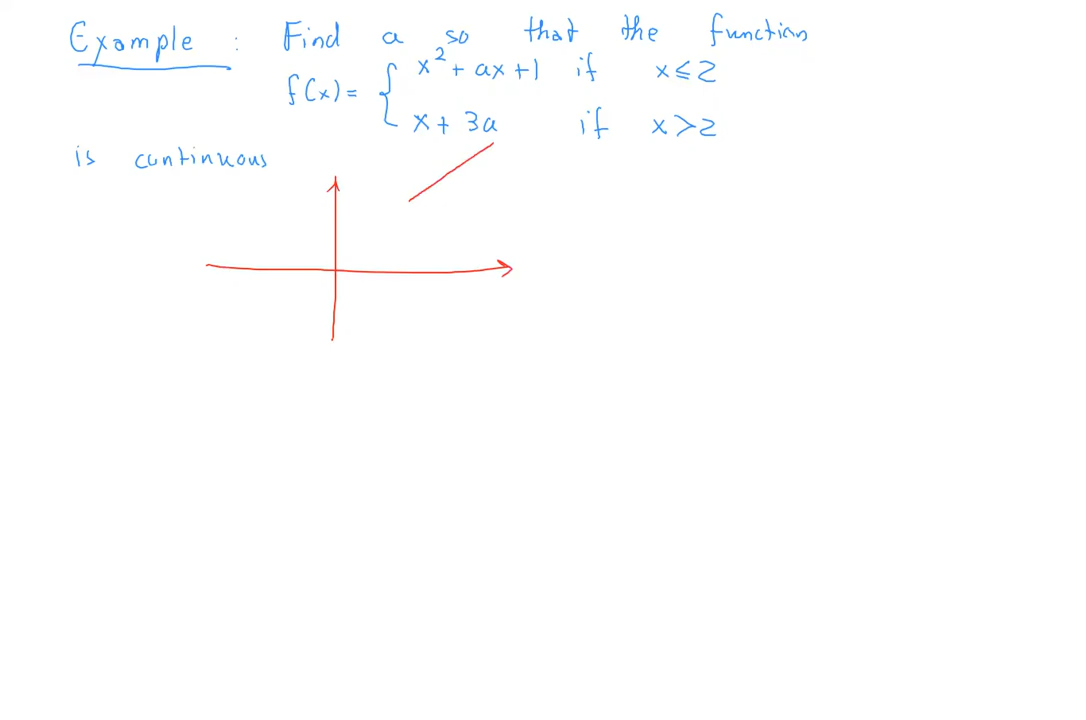 Example : Find a so that the function
f(x) = { x² + ax + 1 if x ≤ 2
x + 3a if x > 2
is continuous